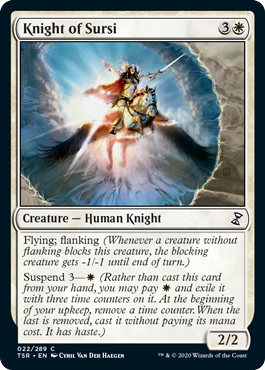 Knight of Sursi 3
Creature — Human Knight
Flying; flanking (Whenever a creature without
flanking blocks this creature, the blocking
creature gets -1/-1 until end of turn.)
Suspend 3— (Rather than cast this card
from your hand, you may pay and exile it
with three time counters on it. At the beginning
of your upkeep, remove a time counter. When the
last is removed, cast it without paying its mana
cost. It has haste.)
2/2
022/289 C
TSR • EN Cyril Van Der Haegen
™ & © 2020 Wizards of the Coast